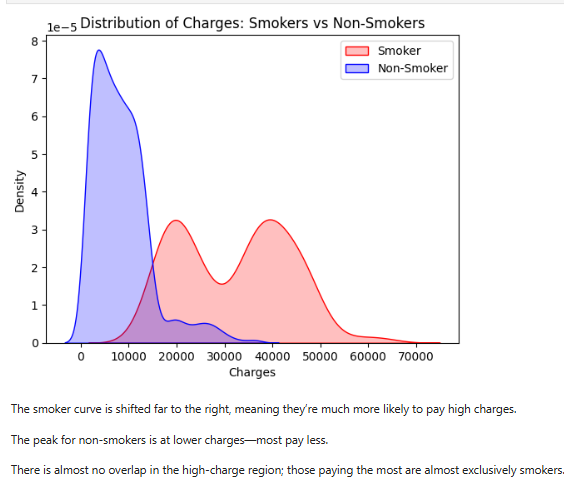 1e−5 Distribution of Charges: Smokers vs Non-Smokers
Smoker
Non-Smoker
8
7
6
5
4
3
2
1
0
Density
0 10000 20000 30000 40000 50000 60000 70000
Charges
The smoker curve is shifted far to the right, meaning they’re much more likely to pay high charges.
The peak for non-smokers is at lower charges—most pay less.
There is almost no overlap in the high-charge region; those paying the most are almost exclusively smokers.